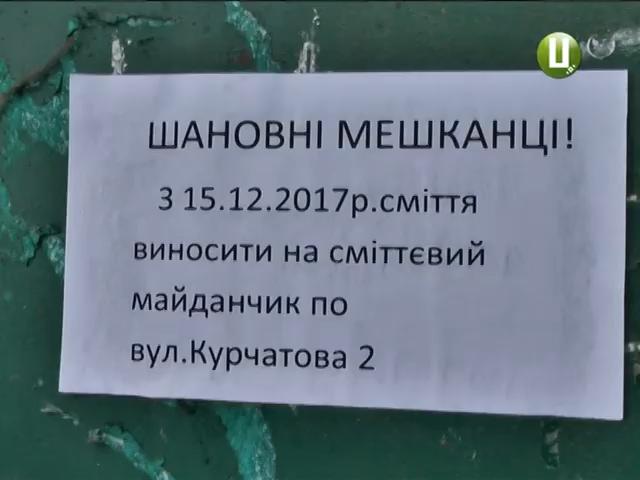 Ц
ШАНОВНІ МЕШКАНЦІ!
З 15.12.2017р.сміття
виносити на сміттєвий
майданчик по
вул.Курчатова 2